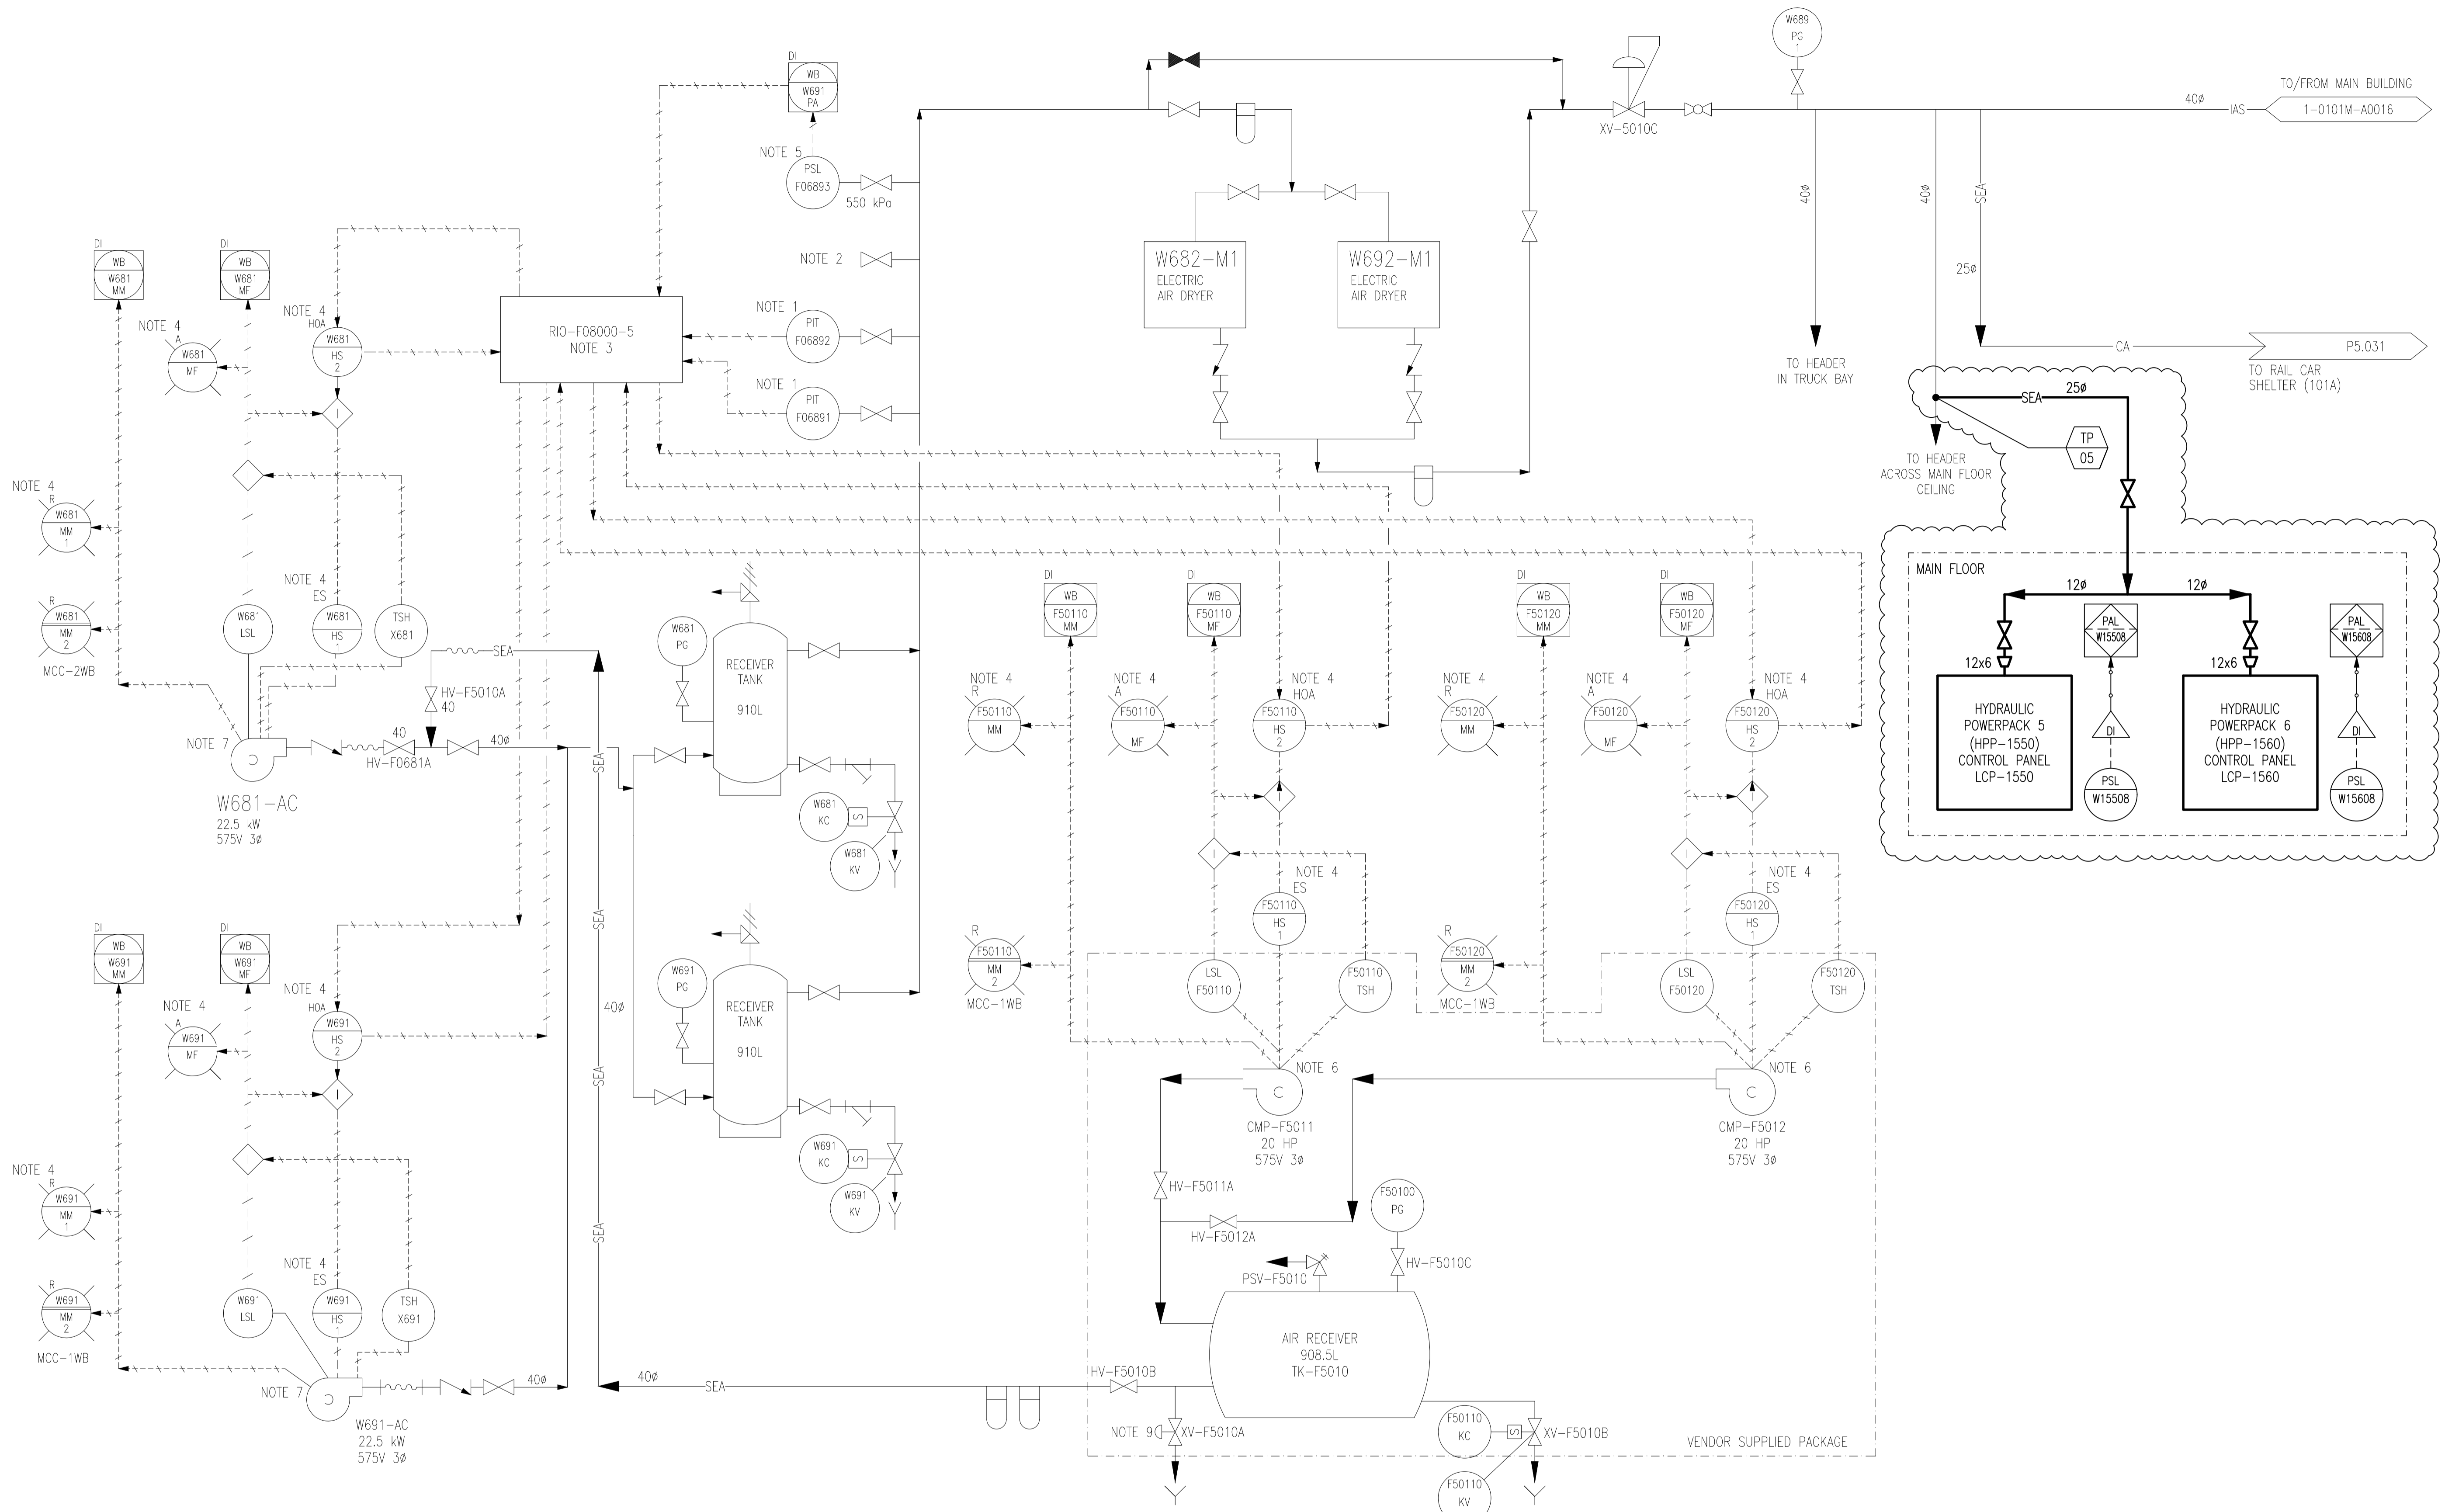 W689
PG
1
TO/FROM MAIN BUILDING
40ø
IAS
1-0101M-A0016
XV-5010C
DI
WB
W691
PA
NOTE 5
PSL
F06893
550 kPa
NOTE 2
NOTE 1
PIT
F06892
NOTE 1
PIT
F06891
RIO-F08000-5
NOTE 3
W682-M1
ELECTRIC
AIR DRYER
W692-M1
ELECTRIC
AIR DRYER
40ø
40ø
SEA
25ø
TO HEADER
IN TRUCK BAY
CA
P5.031
TO RAIL CAR
SHELTER (101A)
TO HEADER
ACROSS MAIN FLOOR
CEILING
SEA
25ø
TP
05
MAIN FLOOR
12ø
12ø
12x6
12x6
PAL
W15508
PAL
W15608
DI
DI
PSL
W15508
PSL
W15608
HYDRAULIC
POWERPACK 5
(HPP-1550)
CONTROL PANEL
LCP-1550
HYDRAULIC
POWERPACK 6
(HPP-1560)
CONTROL PANEL
LCP-1560
DI
WB
W681
MM
DI
WB
W681
MF
NOTE 4
A
W681
MF
NOTE 4
HOA
W681
HS
2
I
I
NOTE 4
R
W681
MM
1
R
W681
MM
2
MCC-2WB
W681
LSL
NOTE 4
ES
W681
HS
1
TSH
X681
NOTE 7
C
W681-AC
22.5 kW
575V 3ø
SEA
HV-F5010A
40
40
HV-F0681A
40ø
SEA
SEA
SEA
SEA
40ø
W681
PG
RECEIVER
TANK
910L
W681
KC
S
W681
KV
W691
PG
RECEIVER
TANK
910L
W691
KC
S
W691
KV
DI
WB
W691
MM
DI
WB
W691
MF
NOTE 4
A
W691
MF
NOTE 4
HOA
W691
HS
2
I
I
NOTE 4
R
W691
MM
1
R
W691
MM
2
MCC-1WB
W691
LSL
NOTE 4
ES
W691
HS
1
TSH
X691
NOTE 7
C
W691-AC
22.5 kW
575V 3ø
40ø
DI
WB
F50110
MM
DI
WB
F50110
MF
NOTE 4
R
F50110
MM
NOTE 4
A
F50110
MF
NOTE 4
HOA
F50110
HS
2
I
I
NOTE 4
ES
F50110
HS
1
R
F50110
MM
2
MCC-1WB
LSL
F50110
F50110
TSH
NOTE 6
C
CMP-F5011
20 HP
575V 3ø
DI
WB
F50120
MM
DI
WB
F50120
MF
NOTE 4
R
F50120
MM
NOTE 4
A
F50120
MF
NOTE 4
HOA
F50120
HS
2
I
I
NOTE 4
ES
F50120
HS
1
R
F50120
MM
2
MCC-1WB
LSL
F50120
F50120
TSH
NOTE 6
C
CMP-F5012
20 HP
575V 3ø
HV-F5011A
HV-F5012A
F50100
PG
HV-F5010C
PSV-F5010
AIR RECEIVER
908.5L
TK-F5010
HV-F5010B
40ø
SEA
NOTE 9
XV-F5010A
F50110
KC
S
XV-F5010B
F50110
KV
VENDOR SUPPLIED PACKAGE